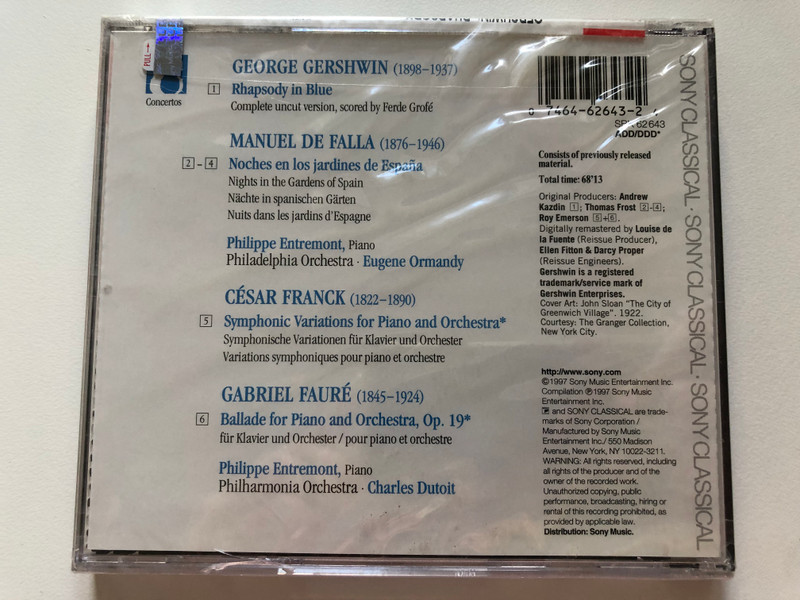 PULL→
Concertos
GEORGE GERSHWIN (1898–1937)
1 Rhapsody in Blue
Complete uncut version, scored by Ferde Grofé
MANUEL DE FALLA (1876–1946)
2 – 4 Noches en los jardines de España
Nights in the Gardens of Spain
Nächte in spanischen Gärten
Nuits dans les jardins d'Espagne
Philippe Entremont, Piano
Philadelphia Orchestra · Eugene Ormandy
CÉSAR FRANCK (1822–1890)
5 Symphonic Variations for Piano and Orchestra*
Symphonische Variationen für Klavier und Orchester
Variations symphoniques pour piano et orchestre
GABRIEL FAURÉ (1845–1924)
6 Ballade for Piano and Orchestra, Op. 19*
für Klavier und Orchester / pour piano et orchestre
Philippe Entremont, Piano
Philharmonia Orchestra · Charles Dutoit
0 7464-62643-2 4
62643
ADD/DDD*
Consists of previously released
material.
Total time: 68'13
Original Producers: Andrew
Kazdin 1; Thomas Frost 2-4;
Roy Emerson 5+6.
Digitally remastered by Louise de
la Fuente (Reissue Producer),
Ellen Fitton & Darcy Proper
(Reissue Engineers).
Gershwin is a registered
trademark/service mark of
Gershwin Enterprises.
Cover Art: John Sloan "The City of
Greenwich Village". 1922.
Courtesy: The Granger Collection,
New York City.
http://www.sony.com
©1997 Sony Music Entertainment Inc.
Compilation ℗1997 Sony Music
Entertainment Inc.
and SONY CLASSICAL are trade-
marks of Sony Corporation /
Manufactured by Sony Music
Entertainment Inc./ 550 Madison
Avenue, New York, NY 10022-3211.
WARNING: All rights reserved, including
all rights of the producer and of the
owner of the recorded work.
Unauthorized copying, public
performance, broadcasting, hiring or
rental of this recording prohibited, as
provided by applicable law.
Distribution: Sony Music.
SONY CLASSICAL · SONY CLASSICAL · SONY CLASSICAL